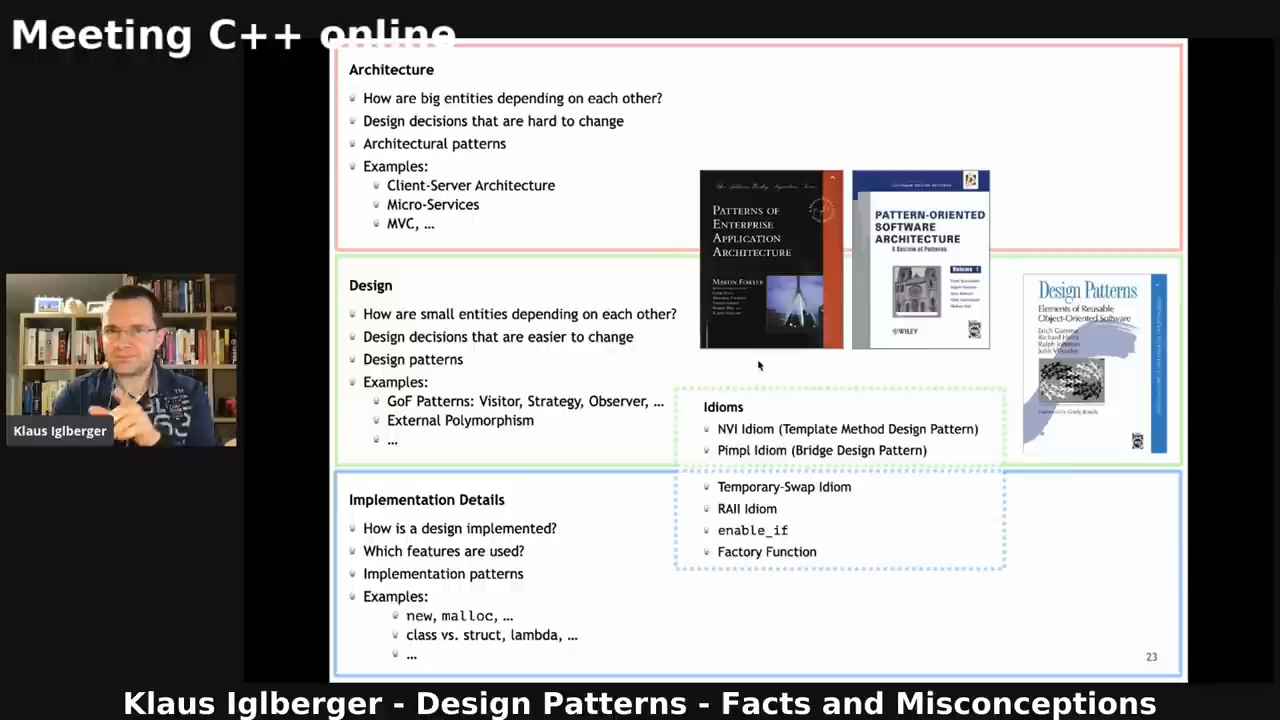 Meeting C++ online
Architecture
How are big entities depending on each other?
Design decisions that are hard to change
Architectural patterns
Examples:
Client-Server Architecture
Micro-Services
MVC, ...
PATTERNS OF
ENTERPRISE
APPLICATION
ARCHITECTURE
MARTIN FOWLER
PATTERN-ORIENTED
SOFTWARE
ARCHITECTURE
A System of Patterns
Volume 1
WILEY
Design
How are small entities depending on each other?
Design decisions that are easier to change
Design patterns
Examples:
GoF Patterns: Visitor, Strategy, Observer, ...
External Polymorphism
...
Design Patterns
Elements of Reusable
Object-Oriented Software
Erich Gamma
Richard Helm
Ralph Johnson
John Vlissides
Idioms
NVI Idiom (Template Method Design Pattern)
Pimpl Idiom (Bridge Design Pattern)
Temporary-Swap Idiom
RAII Idiom
enable_if
Factory Function
Implementation Details
How is a design implemented?
Which features are used?
Implementation patterns
Examples:
new, malloc, ...
class vs. struct, lambda, ...
...
23
Klaus Iglberger
Klaus Iglberger - Design Patterns - Facts and Misconceptions